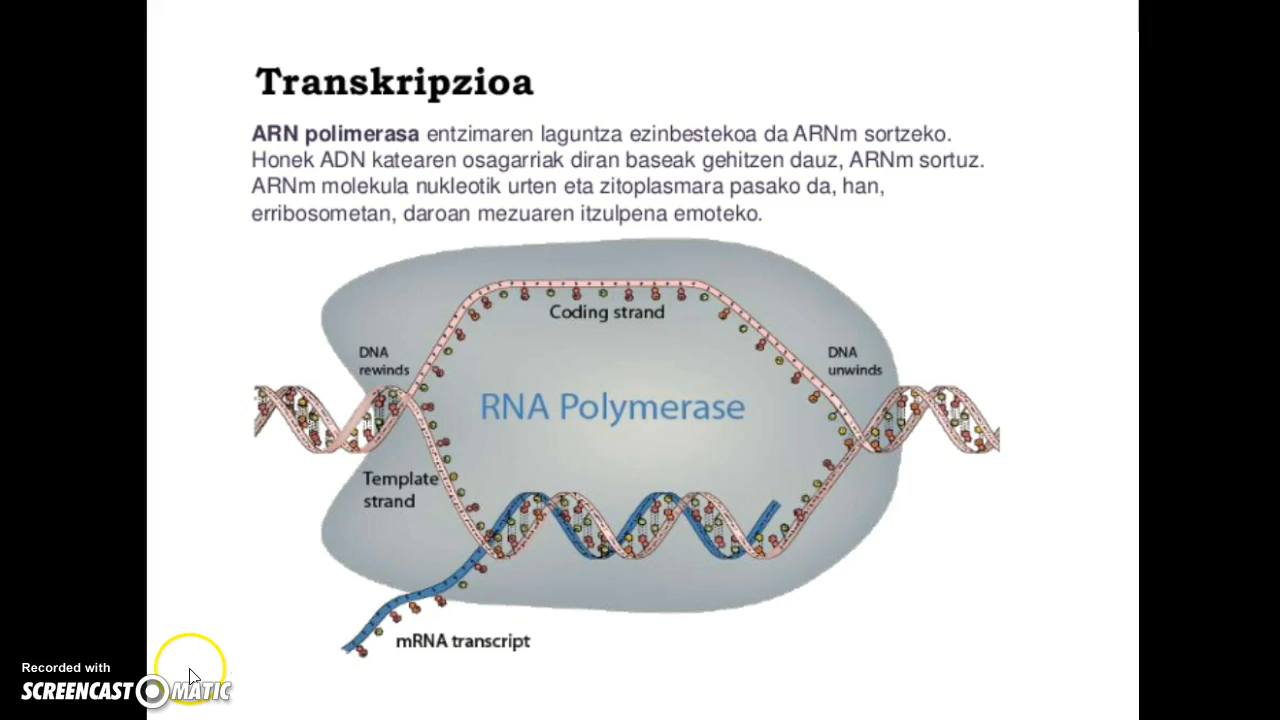 Transkripzioa
ARN polimerasa entzimaren laguntza ezinbestekoa da ARNm sortzeko.
Honek ADN katearen osagarriak diran baseak gehitzen dauz, ARNm sortuz.
ARNm molekula nukleotik urten eta zitoplasmara pasako da, han,
erribosometan, daroan mezuaren itzulpena emoteko.
Coding strand
DNA
rewinds
DNA
unwinds
RNA Polymerase
Template
strand
mRNA transcript
Recorded with
SCREENCAST MATIC